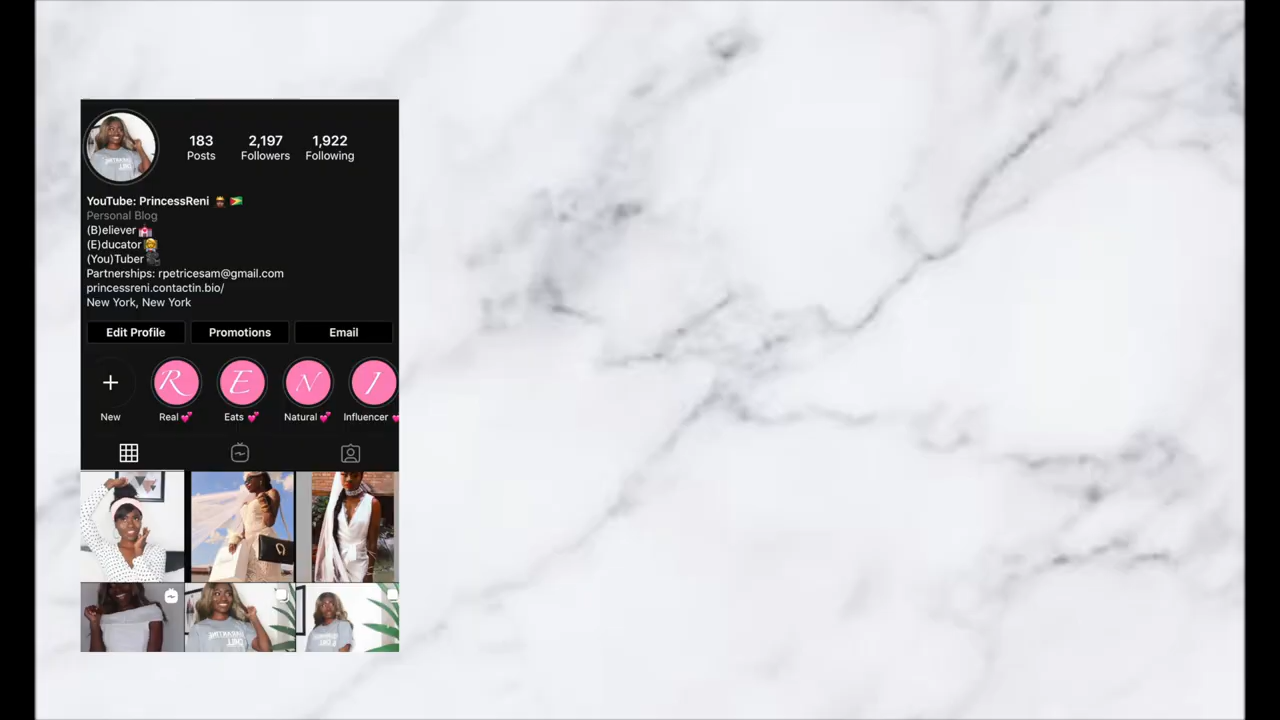 183 2,197 1,922
Posts Followers Following
YouTube: PrincessReni
Personal Blog
(B)eliever
(E)ducator
(You)Tuber
Partnerships: rpetricesam@gmail.com
princessreni.contactin.bio/
New York, New York
Edit Profile Promotions Email
R E N I
New Real Eats Natural Influencer